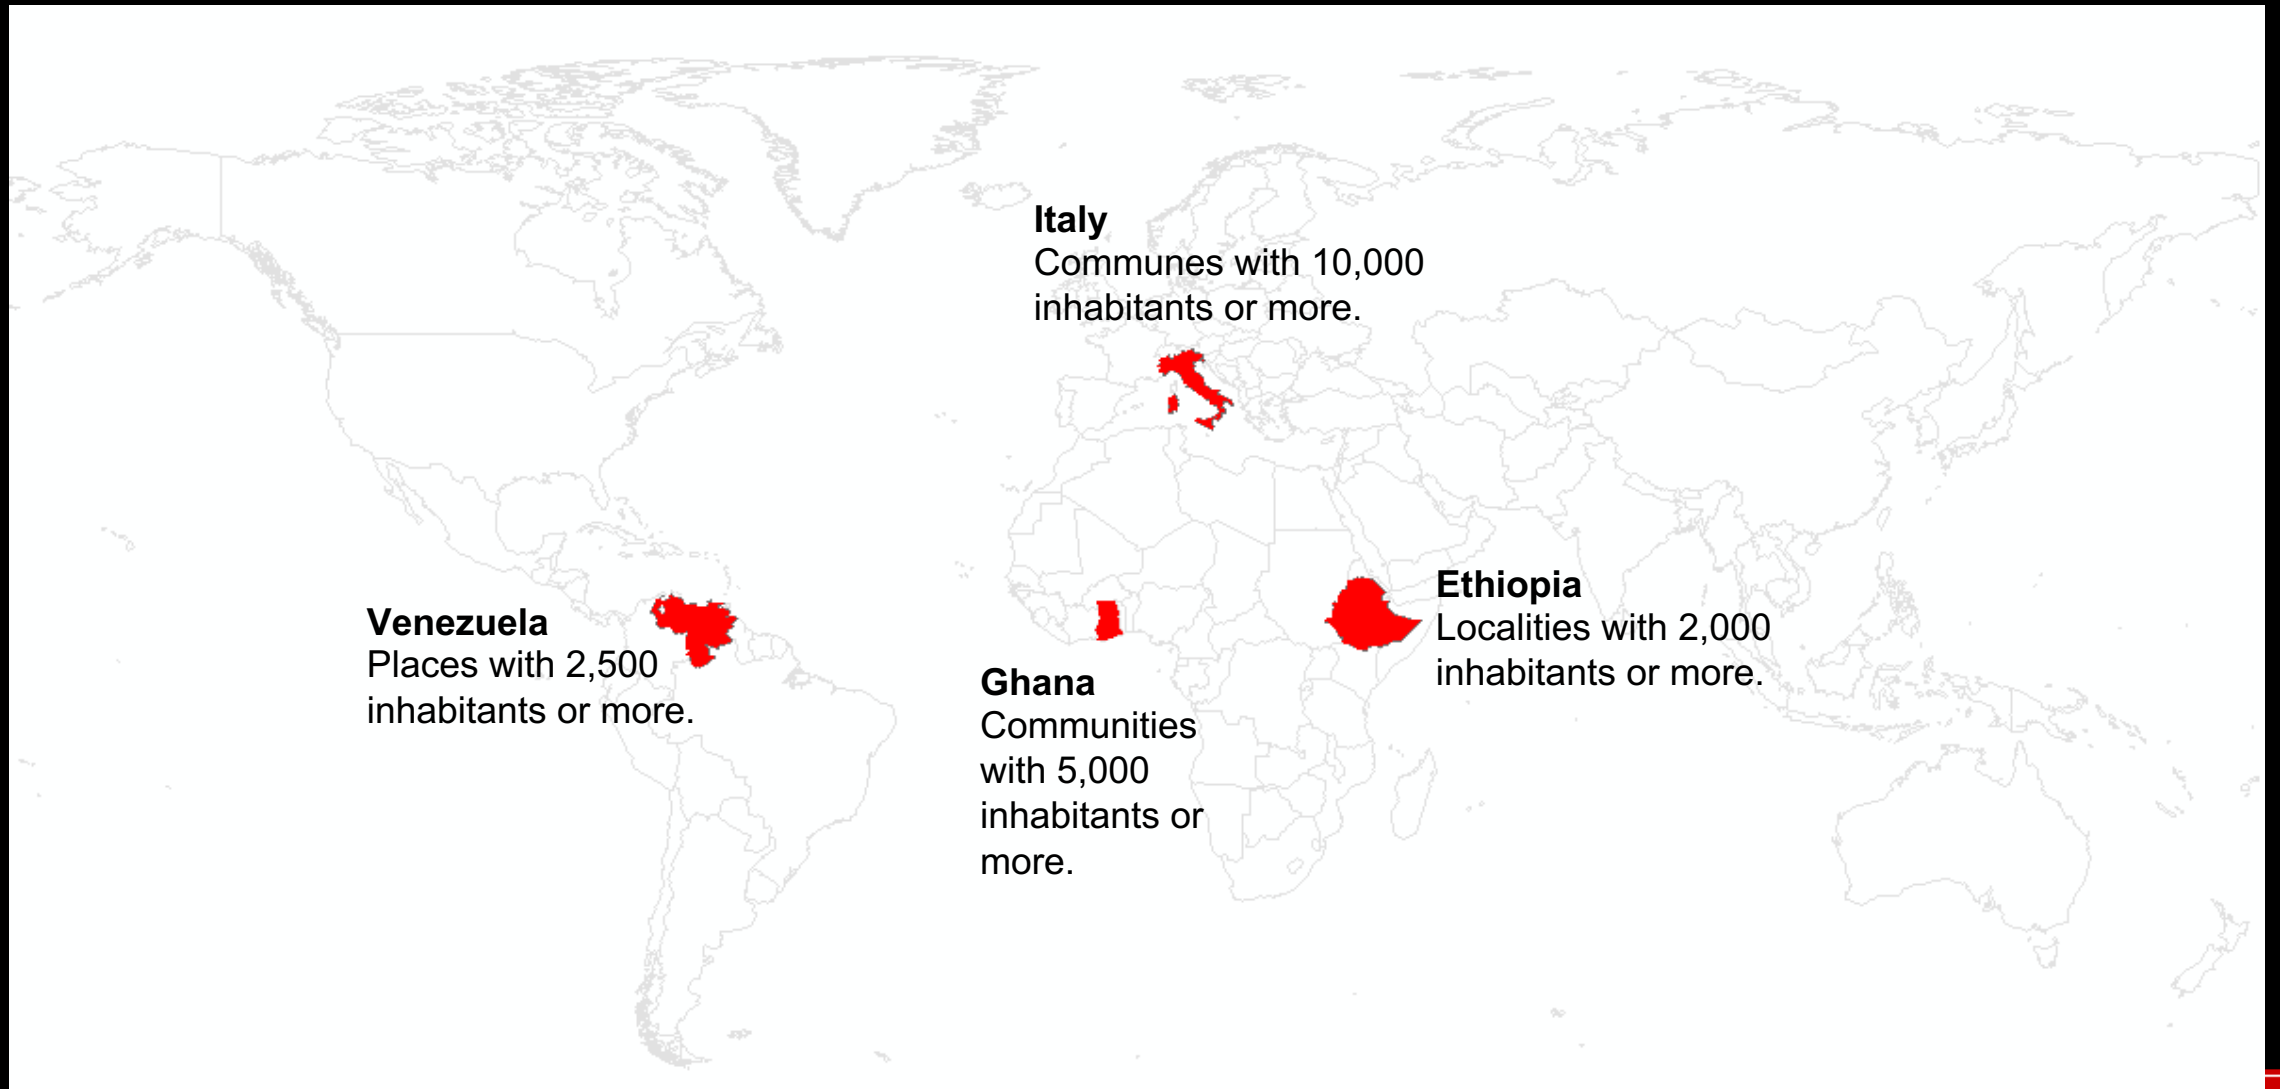 Italy
Communes with 10,000
inhabitants or more.
Venezuela
Places with 2,500
inhabitants or more.
Ghana
Communities
with 5,000
inhabitants or
more.
Ethiopia
Localities with 2,000
inhabitants or more.